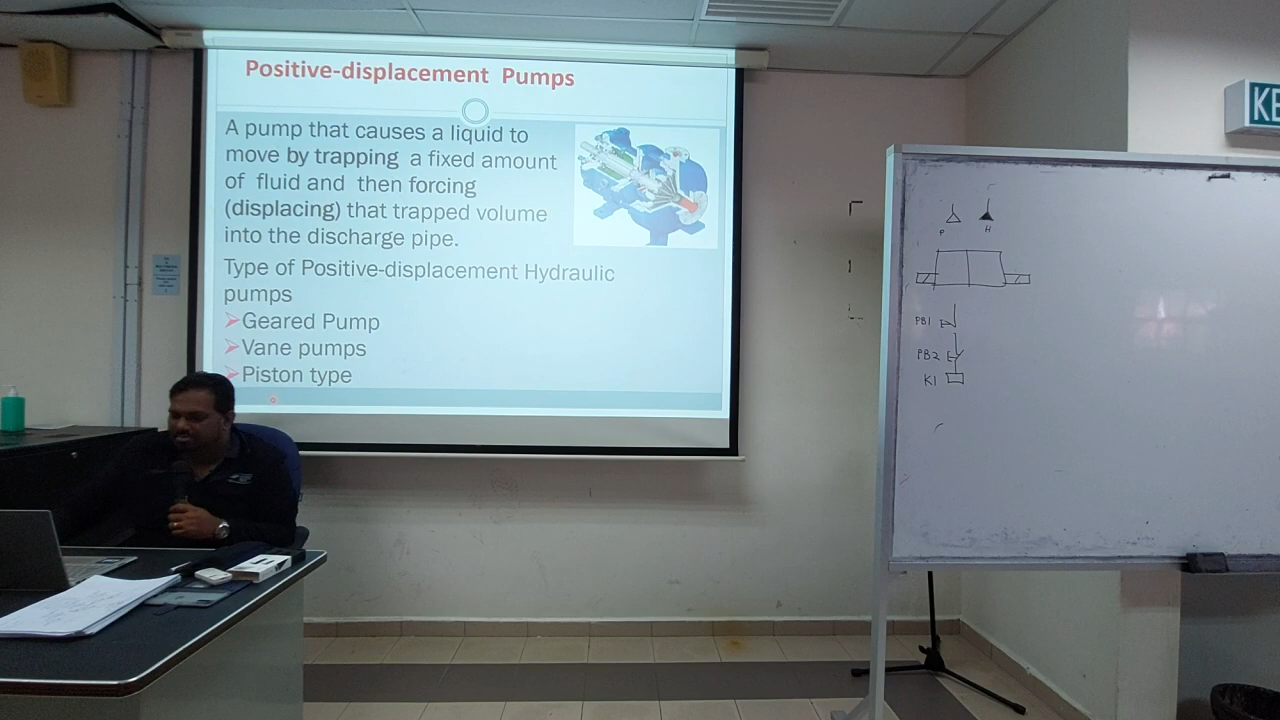 Positive-displacement Pumps
A pump that causes a liquid to
move by trapping a fixed amount
of fluid and then forcing
(displacing) that trapped volume
into the discharge pipe.
Type of Positive-displacement Hydraulic
pumps
Geared Pump
Vane pumps
Piston type
KE
P H
PB1
PB2
K1